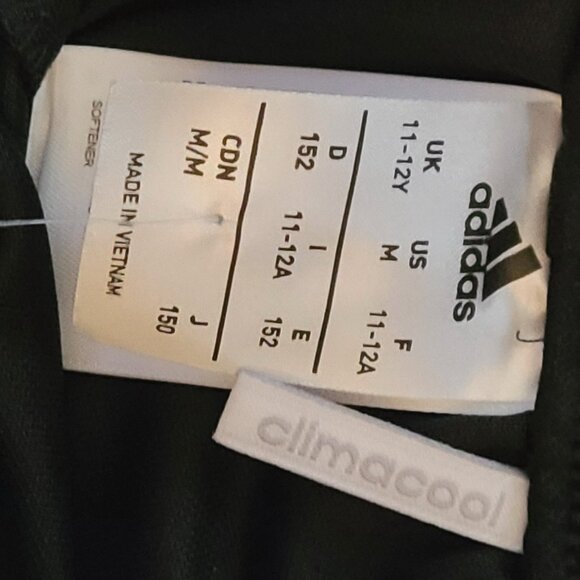 adidas
UK US F
11-12Y M 11-12A
D I E
152 11-12A 152
CDN J
M/M 150
MADE IN VIETNAM
SOFTENER
climacool